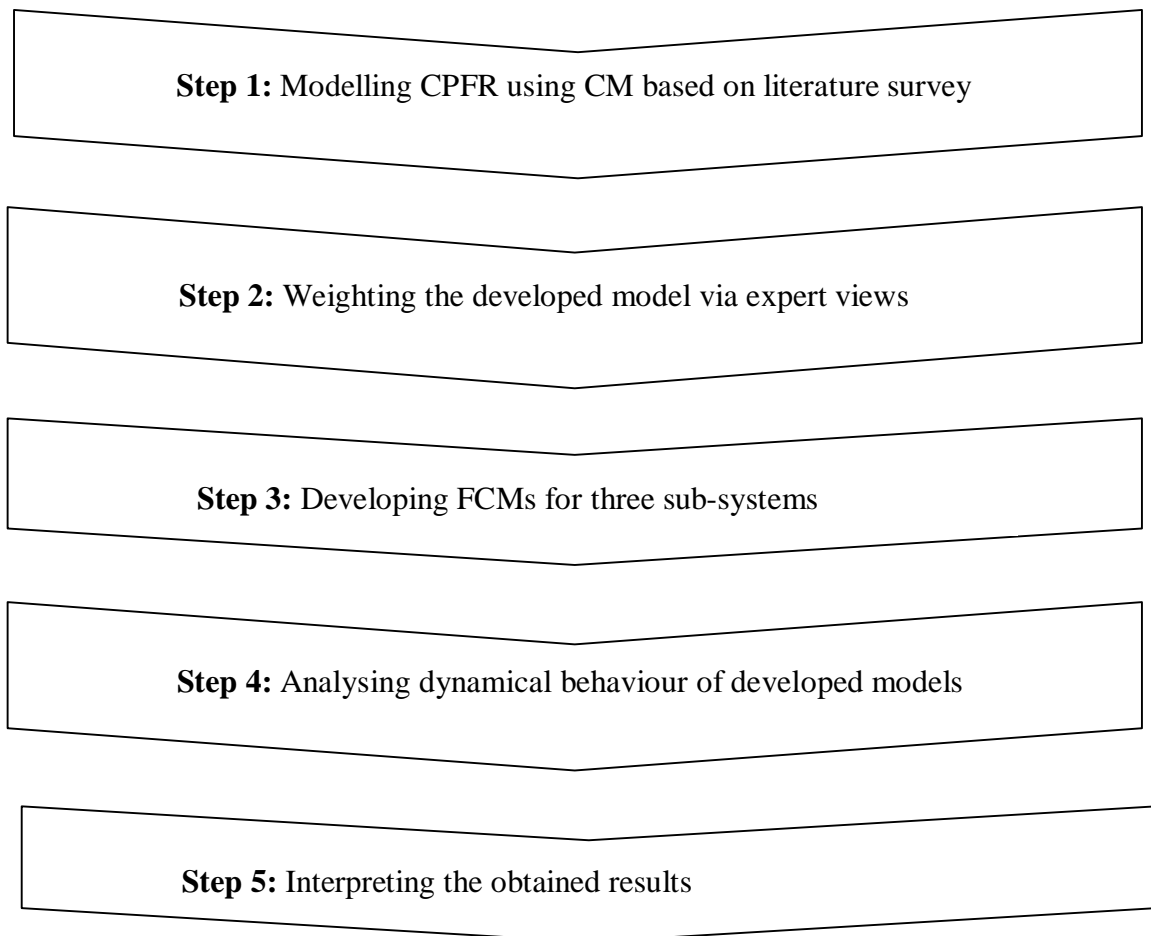 Step 1: Modelling CPFR using CM based on literature survey
Step 2: Weighting the developed model via expert views
Step 3: Developing FCMs for three sub-systems
Step 4: Analysing dynamical behaviour of developed models
Step 5: Interpreting the obtained results